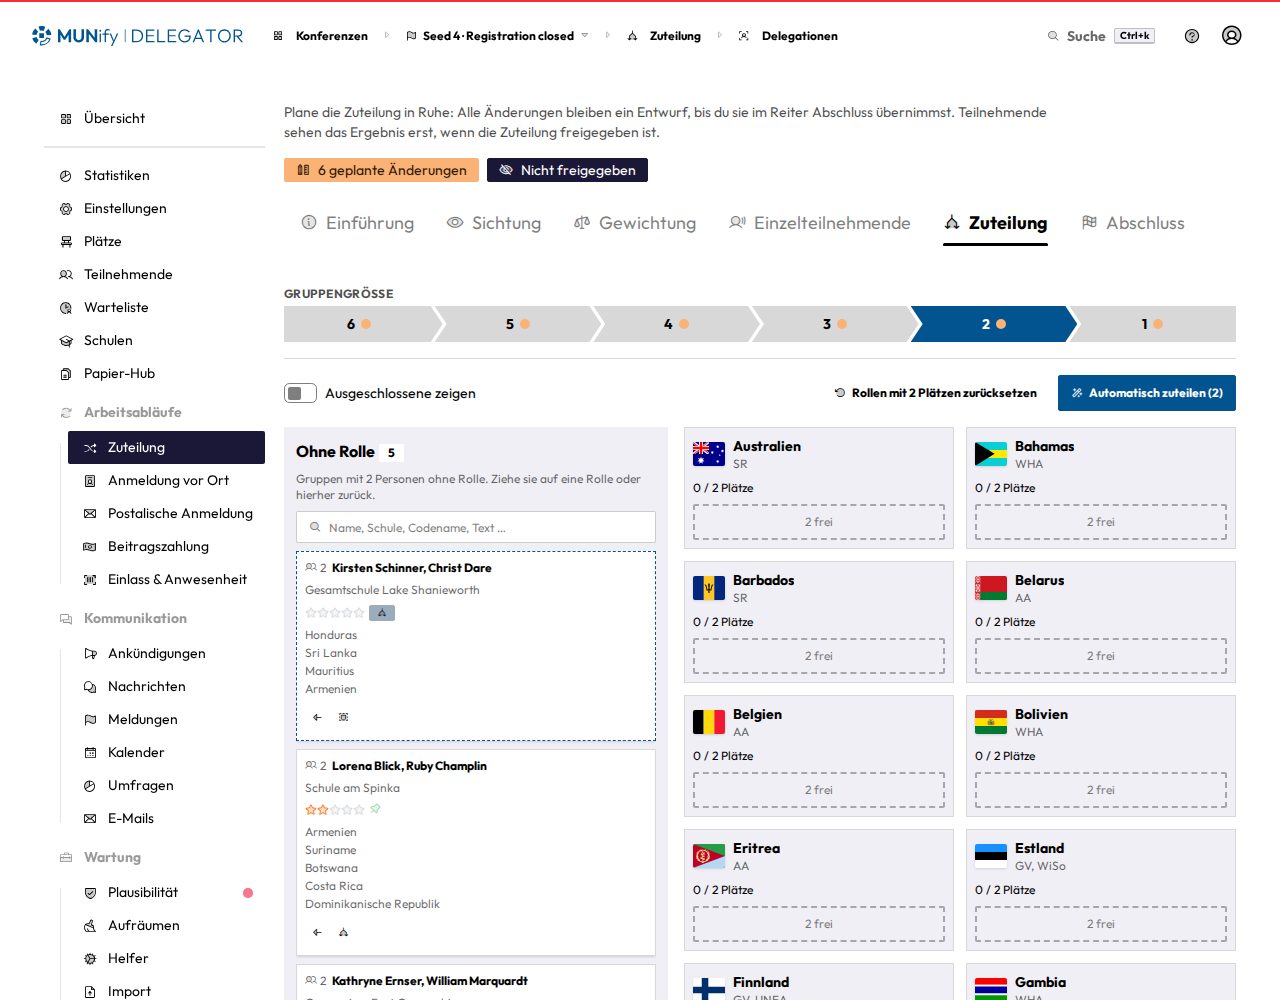 MUNify | DELEGATOR
Konferenzen
Seed 4 · Registration closed
Zuteilung
Delegationen
Suche
Ctrl+k
Übersicht
Statistiken
Einstellungen
Plätze
Teilnehmende
Warteliste
Schulen
Papier-Hub
Arbeitsabläufe
Zuteilung
Anmeldung vor Ort
Postalische Anmeldung
Beitragszahlung
Einlass & Anwesenheit
Kommunikation
Ankündigungen
Nachrichten
Meldungen
Kalender
Umfragen
E-Mails
Wartung
Plausibilität
Aufräumen
Helfer
Import
Plane die Zuteilung in Ruhe: Alle Änderungen bleiben ein Entwurf, bis du sie im Reiter Abschluss übernimmst. Teilnehmende
sehen das Ergebnis erst, wenn die Zuteilung freigegeben ist.
6 geplante Änderungen
Nicht freigegeben
Einführung
Sichtung
Gewichtung
Einzelteilnehmende
Zuteilung
Abschluss
GRUPPENGRÖSSE
6
5
4
3
2
1
Ausgeschlossene zeigen
Rollen mit 2 Plätzen zurücksetzen
Automatisch zuteilen (2)
Ohne Rolle 5
Gruppen mit 2 Personen ohne Rolle. Ziehe sie auf eine Rolle oder
hierher zurück.
Name, Schule, Codename, Text ...
2 Kirsten Schinner, Christ Dare
Gesamtschule Lake Shanieworth
Honduras
Sri Lanka
Mauritius
Armenien
2 Lorena Blick, Ruby Champlin
Schule am Spinka
Armenien
Suriname
Botswana
Costa Rica
Dominikanische Republik
2 Kathryne Ernser, William Marquardt
Australien
SR
0 / 2 Plätze
2 frei
Bahamas
WHA
0 / 2 Plätze
2 frei
Barbados
SR
0 / 2 Plätze
2 frei
Belarus
AA
0 / 2 Plätze
2 frei
Belgien
AA
0 / 2 Plätze
2 frei
Bolivien
WHA
0 / 2 Plätze
2 frei
Eritrea
AA
0 / 2 Plätze
2 frei
Estland
GV, WiSo
0 / 2 Plätze
2 frei
Finnland
GV, UNEA
Gambia
WHA